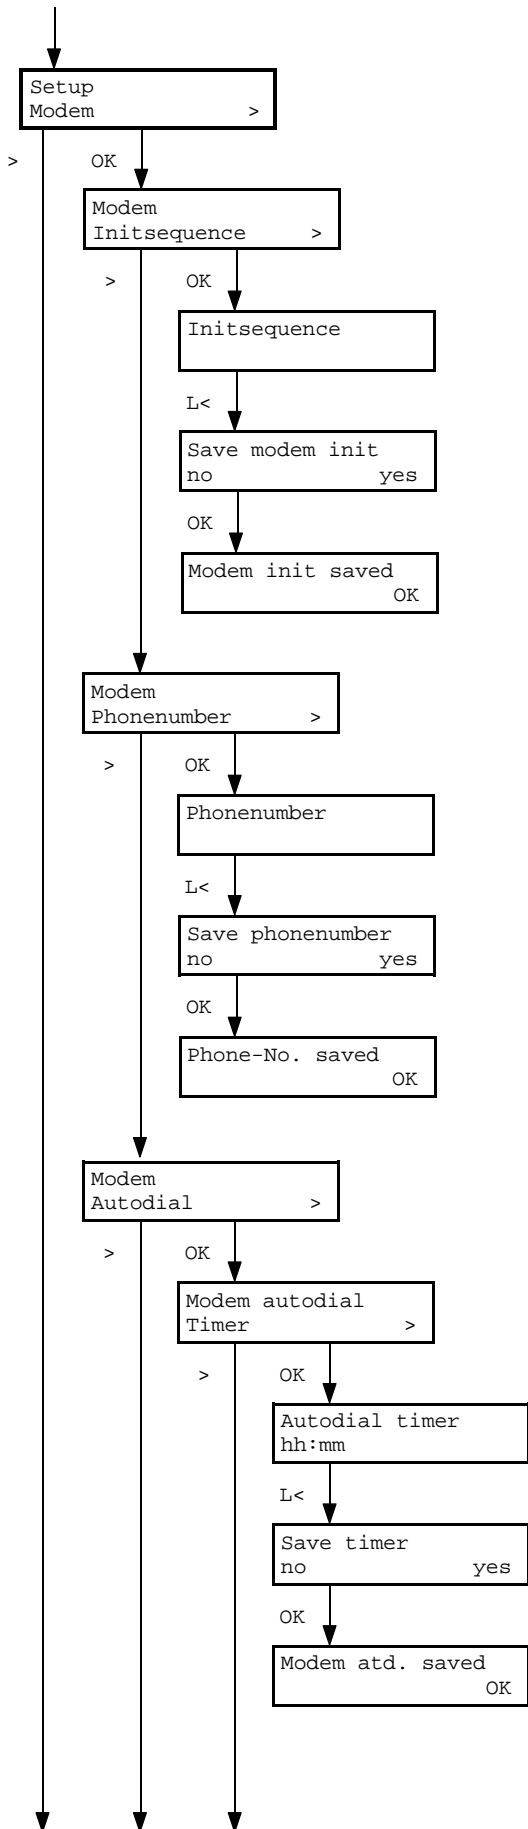 Setup
Modem >
> OK
Modem
Initsequence >
> OK
Initsequence
L<
Save modem init
no yes
OK
Modem init saved
OK
Modem
Phonenumber >
> OK
Phonenumber
L<
Save phonenumber
no yes
OK
Phone-No. saved
OK
Modem
Autodial >
> OK
Modem autodial
Timer >
> OK
Autodial timer
hh:mm
L<
Save timer
no yes
OK
Modem atd. saved
OK